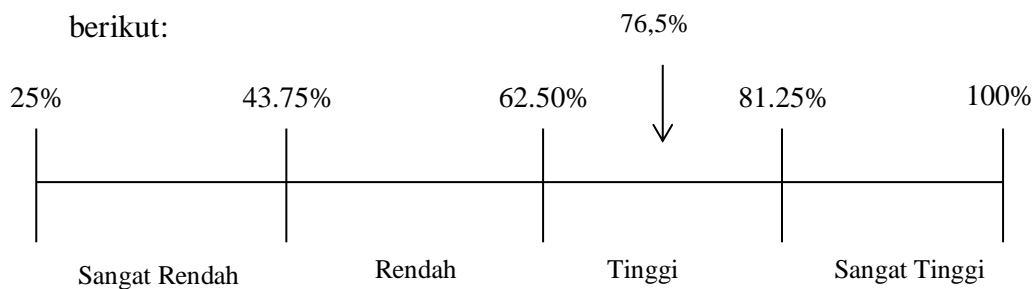 berikut:
76,5%
25% 43.75% 62.50% 81.25% 100%
Sangat Rendah Rendah Tinggi Sangat Tinggi